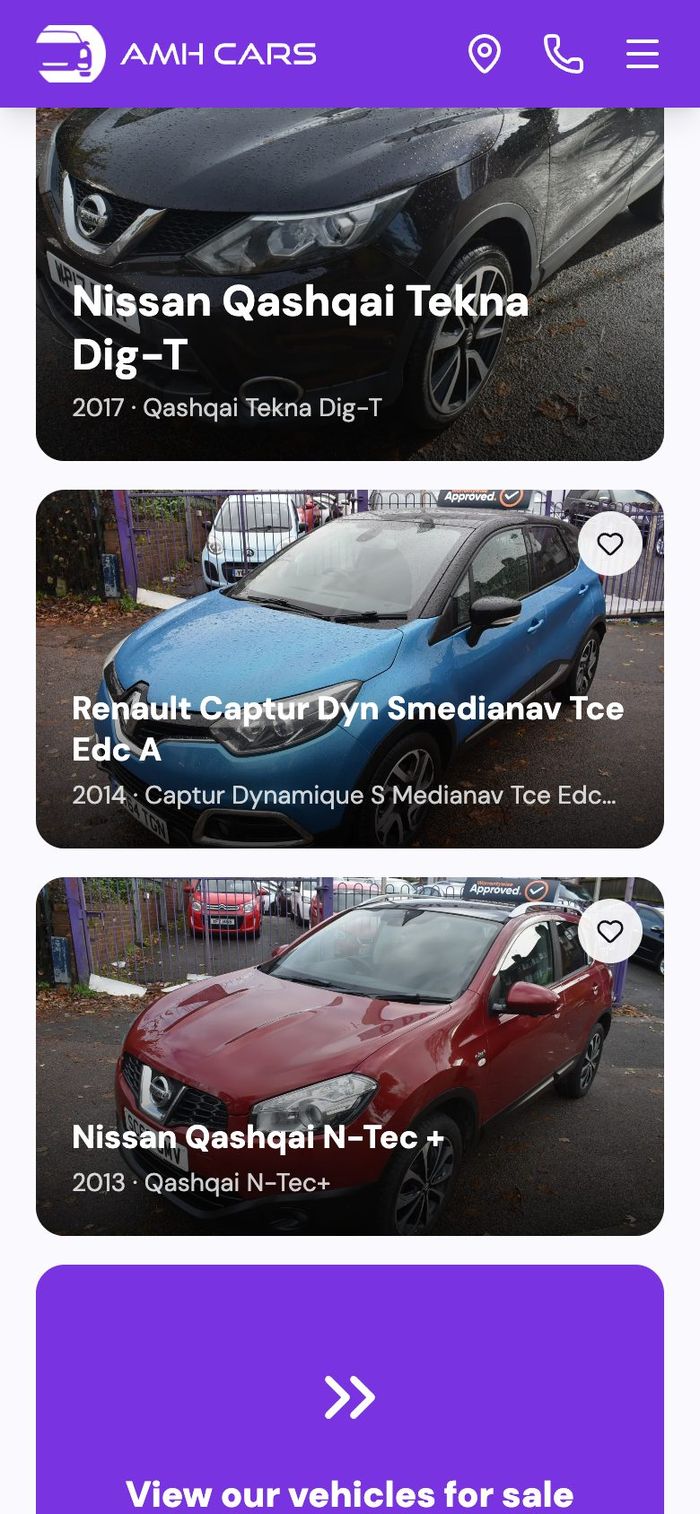 AMH CARS
NISSAN
Nissan Qashqai Tekna
Dig-T
2017 · Qashqai Tekna Dig-T
Approved.
Renault Captur Dyn Smedianav Tce
Edc A
2014 · Captur Dynamique S Medianav Tce Edc...
Approved.
Nissan Qashqai N-Tec +
2013 · Qashqai N-Tec+
View our vehicles for sale